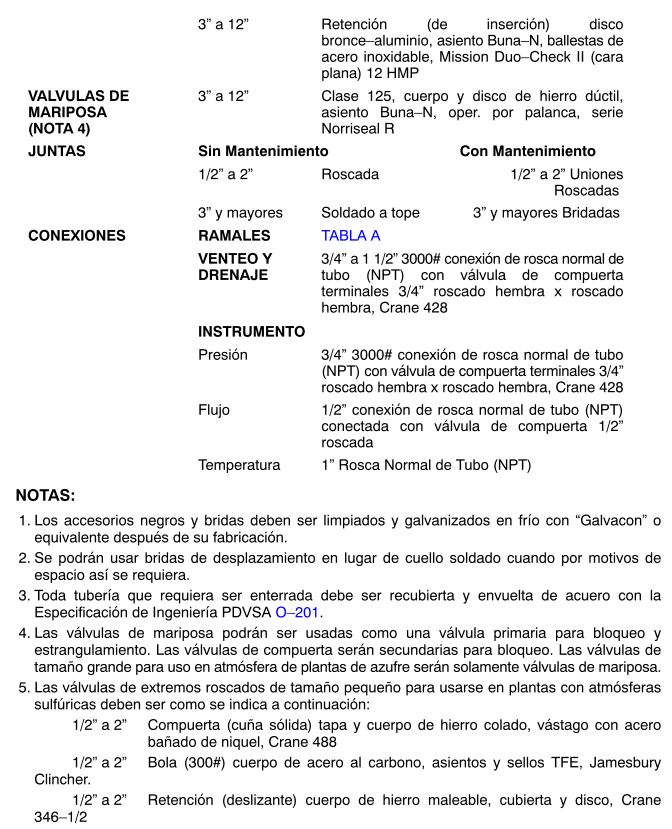 3” a 12” Retención (de inserción) disco
bronce–aluminio, asiento Buna–N, ballestas de
acero inoxidable, Mission Duo–Check II (cara
plana) 12 HMP
VALVULAS DE 3” a 12” Clase 125, cuerpo y disco de hierro dúctil,
MARIPOSA asiento Buna–N, oper. por palanca, serie
(NOTA 4) Norriseal R
JUNTAS Sin Mantenimiento Con Mantenimiento
1/2” a 2” Roscada 1/2” a 2” Uniones
Roscadas
3” y mayores Soldado a tope 3” y mayores Bridadas
CONEXIONES RAMALES TABLA A
VENTEO Y 3/4” a 1 1/2” 3000# conexión de rosca normal de
DRENAJE tubo (NPT) con válvula de compuerta
terminales 3/4” roscado hembra x roscado
hembra, Crane 428
INSTRUMENTO
Presión 3/4” 3000# conexión de rosca normal de tubo
(NPT) con válvula de compuerta terminales 3/4”
roscado hembra x roscado hembra, Crane 428
Flujo 1/2” conexión de rosca normal de tubo (NPT)
conectada con válvula de compuerta 1/2”
roscada
Temperatura 1” Rosca Normal de Tubo (NPT)
NOTAS:
1. Los accesorios negros y bridas deben ser limpiados y galvanizados en frío con “Galvacon” o
equivalente después de su fabricación.
2. Se podrán usar bridas de desplazamiento en lugar de cuello soldado cuando por motivos de
espacio así se requiera.
3. Toda tubería que requiera ser enterrada debe ser recubierta y envuelta de acuero con la
Especificación de Ingeniería PDVSA O–201.
4. Las válvulas de mariposa podrán ser usadas como una válvula primaria para bloqueo y
estrangulamiento. Las válvulas de compuerta serán secundarias para bloqueo. Las válvulas de
tamaño grande para uso en atmósfera de plantas de azufre serán solamente válvulas de mariposa.
5. Las válvulas de extremos roscados de tamaño pequeño para usarse en plantas con atmósferas
sulfúricas deben ser como se indica a continuación:
1/2” a 2” Compuerta (cuña sólida) tapa y cuerpo de hierro colado, vástago con acero
bañado de niquel, Crane 488
1/2” a 2” Bola (300#) cuerpo de acero al carbono, asientos y sellos TFE, Jamesbury
Clincher.
1/2” a 2” Retención (deslizante) cuerpo de hierro maleable, cubierta y disco, Crane
346–1/2